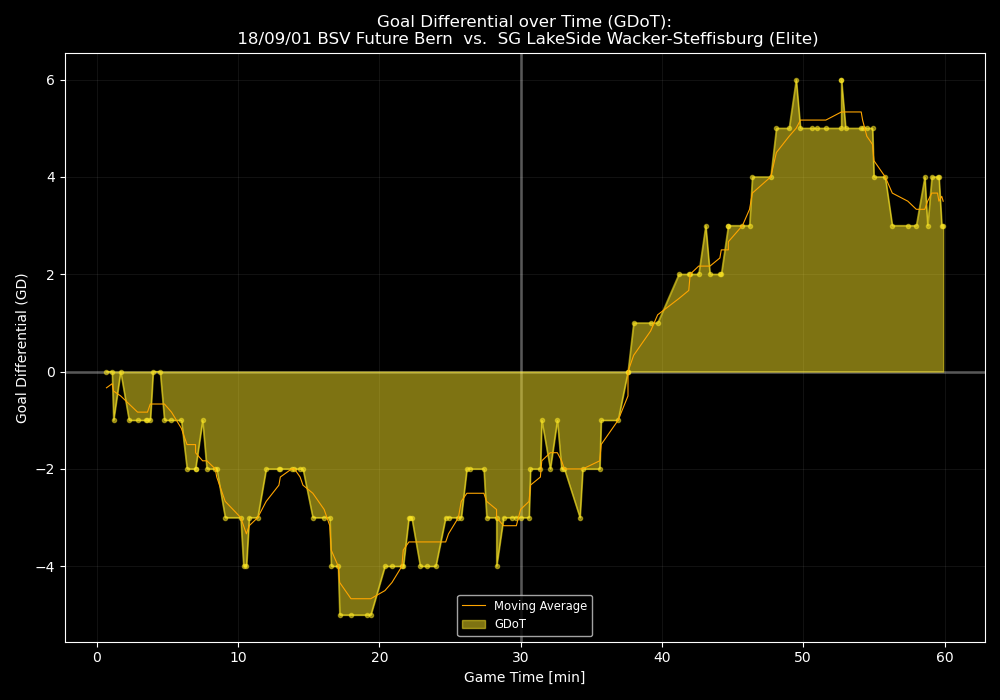 Goal Differential over Time (GDoT):
18/09/01 BSV Future Bern  vs.  SG LakeSide Wacker-Steffisburg (Elite)
Goal Differential (GD)
6
4
2
0
−2
−4
Moving Average
GDoT
0 10 20 30 40 50 60
Game Time [min]